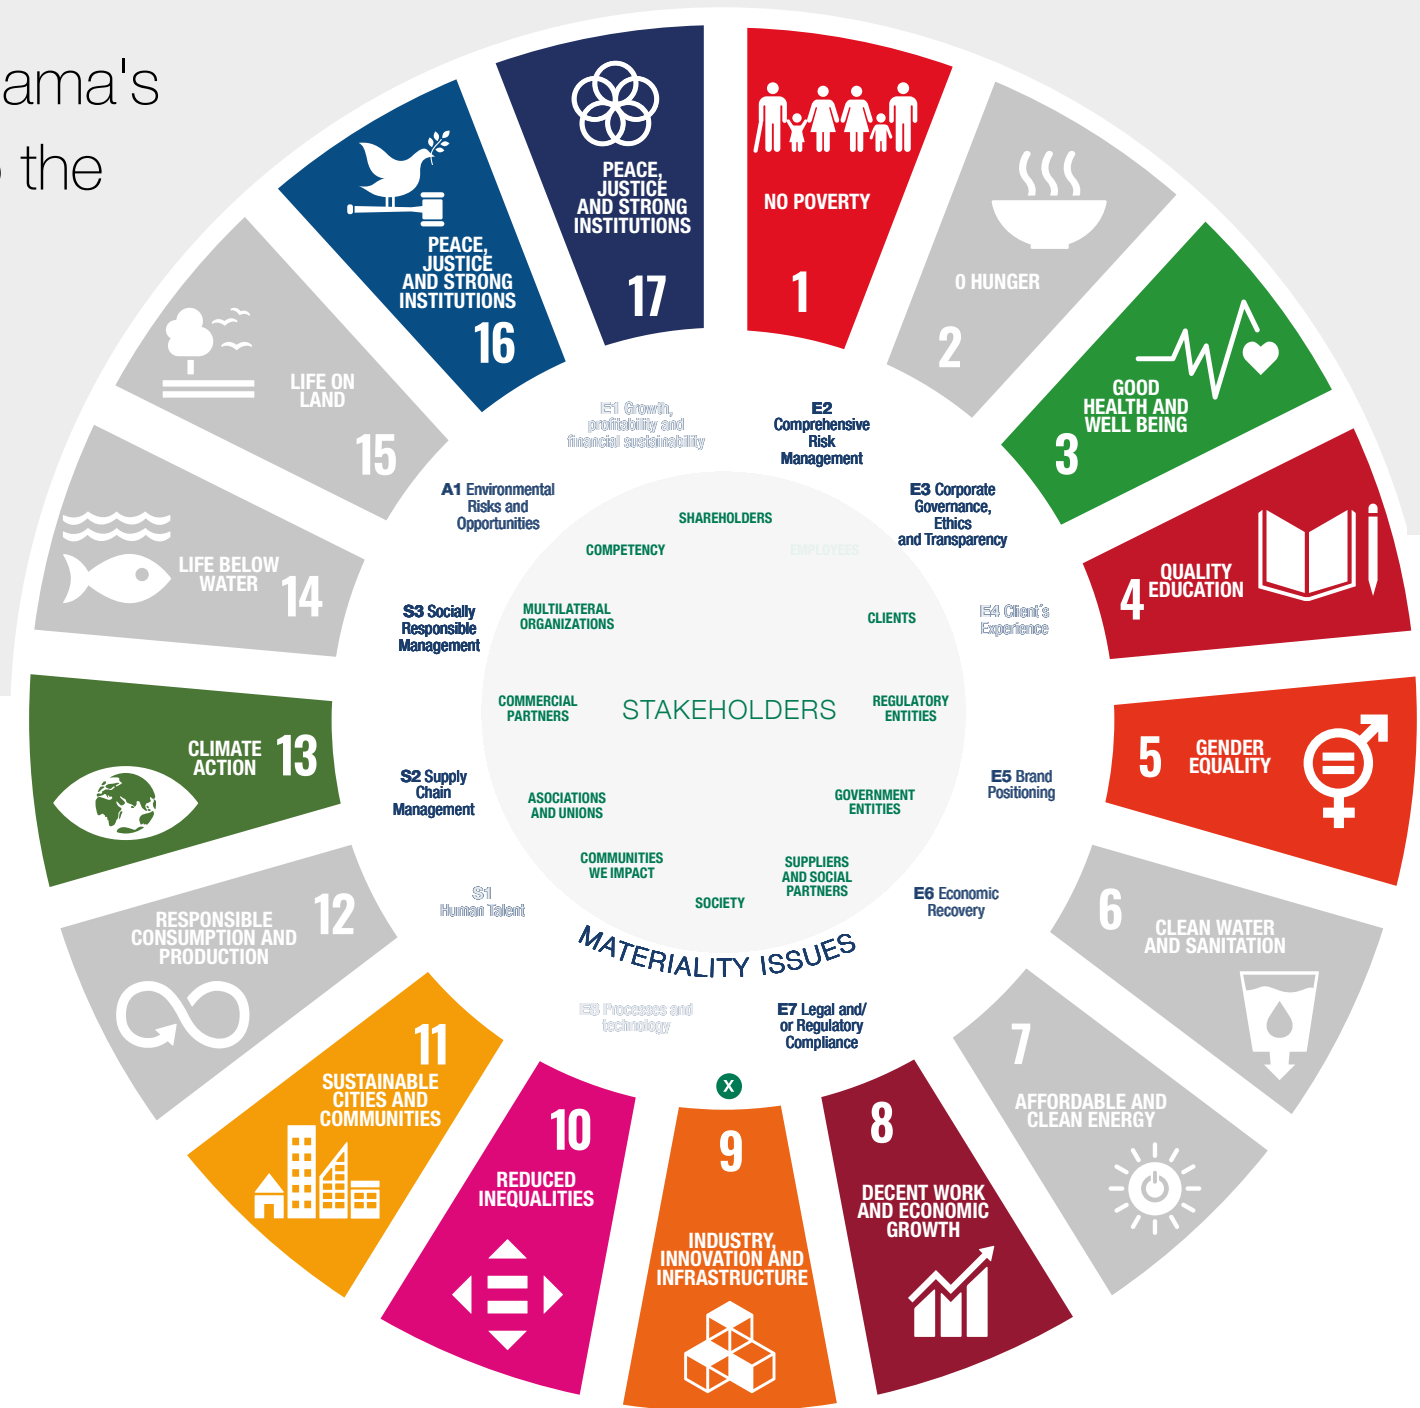 ama's
the
PEACE,
JUSTICE
AND STRONG
INSTITUTIONS
17
NO POVERTY
1
0 HUNGER
2
GOOD
HEALTH AND
WELL BEING
3
QUALITY
EDUCATION
4
GENDER
EQUALITY
5
CLEAN WATER
AND SANITATION
6
AFFORDABLE AND
CLEAN ENERGY
7
DECENT WORK
AND ECONOMIC
GROWTH
8
INDUSTRY,
INNOVATION AND
INFRASTRUCTURE
9
REDUCED
INEQUALITIES
10
SUSTAINABLE
CITIES AND
COMMUNITIES
11
RESPONSIBLE
CONSUMPTION AND
PRODUCTION
12
CLIMATE
ACTION
13
LIFE BELOW
WATER
14
LIFE ON
LAND
15
PEACE,
JUSTICE
AND STRONG
INSTITUTIONS
16
E1 Growth,
profitability and
financial sustainability
E2
Comprehensive
Risk
Management
E3 Corporate
Governance,
Ethics
and Transparency
E4 Client´s
Experience
E5 Brand
Positioning
E6 Economic
Recovery
E7 Legal and/
or Regulatory
Compliance
X
Processes and
technology
S1
Human Talent
S2 Supply
Chain
Management
S3 Socially
Responsible
Management
A1 Environmental
Risks and
Opportunities
SHAREHOLDERS
EMPLOYEES
CLIENTS
REGULATORY
ENTITIES
GOVERNMENT
ENTITIES
SUPPLIERS
AND SOCIAL
PARTNERS
SOCIETY
COMMUNITIES
WE IMPACT
ASOCIATIONS
AND UNIONS
COMMERCIAL
PARTNERS
MULTILATERAL
ORGANIZATIONS
COMPETENCY
STAKEHOLDERS
MATERIALITY ISSUES